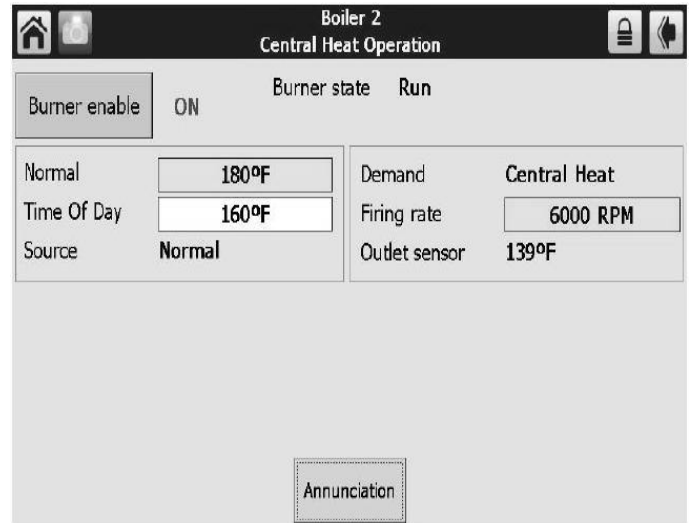 Boiler 2
Central Heat Operation
Burner enable ON Burner state Run
Normal 180ºF
Time Of Day 160ºF
Source Normal
Demand Central Heat
Firing rate 6000 RPM
Outlet sensor 139ºF
Annunciation